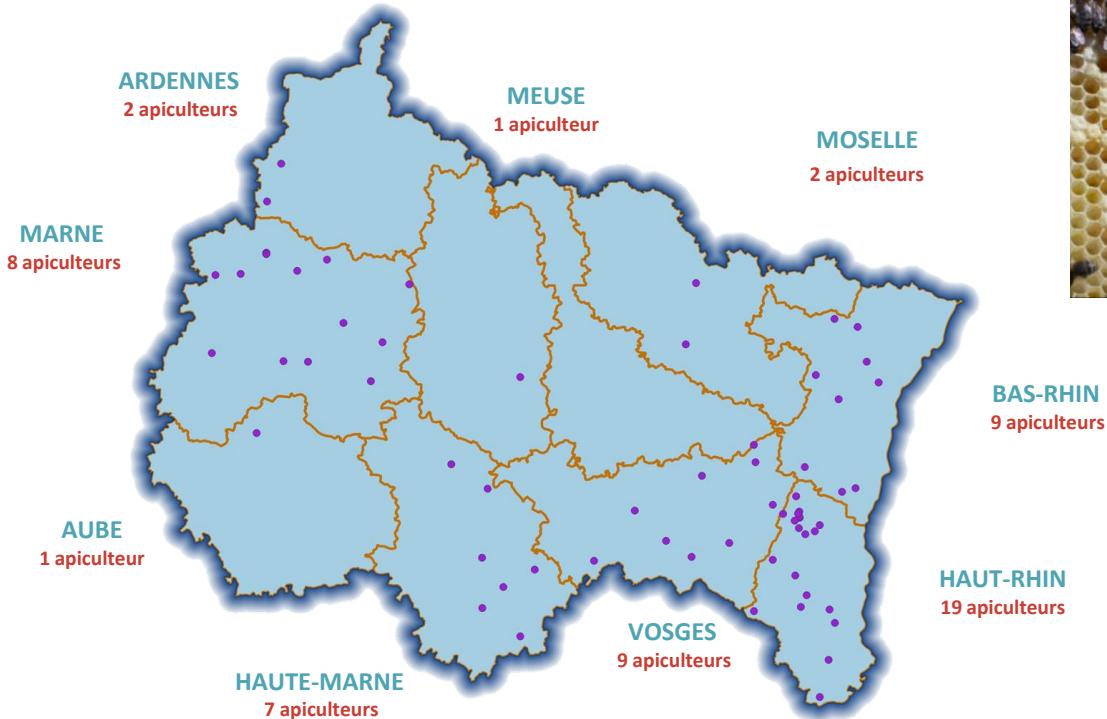 ARDENNES
2 apiculteurs
MEUSE
1 apiculteur
MOSELLE
2 apiculteurs
MARNE
8 apiculteurs
BAS-RHIN
9 apiculteurs
AUBE
1 apiculteur
HAUT-RHIN
19 apiculteurs
VOSGES
9 apiculteurs
HAUTE-MARNE
7 apiculteurs